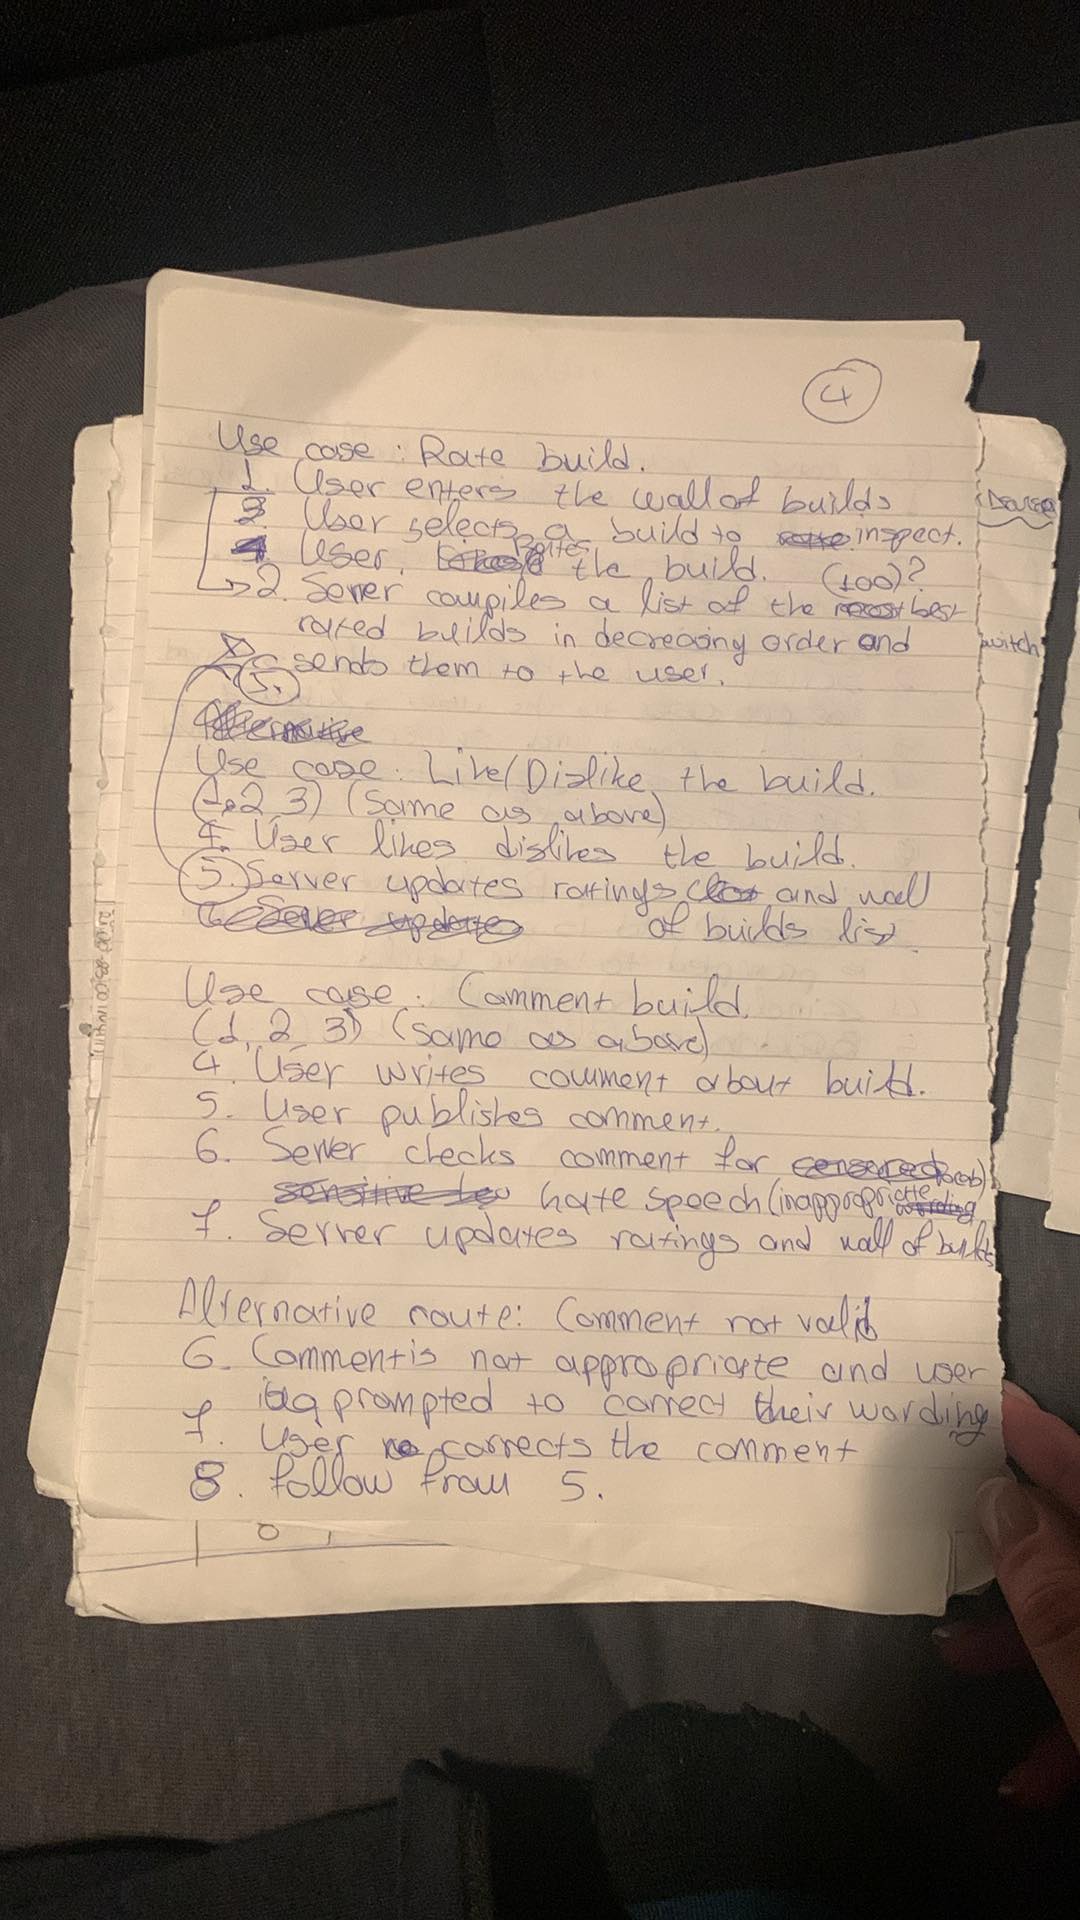 4
Use case : Rate build.
1. User enters the wall of builds
3. User selects a build to inspect.
4. User Rates the build. (100)?
2. Server compiles a list of the best
rated builds in decreasing order and
sends them to the user.
5.
Use case: Like/Dislike the build.
(1, 2, 3) (same as above)
4. User likes dislikes the build.
5. Server updates ratings and wall
of builds list
Use case : Comment build.
(1, 2, 3) (same as above)
4. User writes comment about build.
5. User publishes comment.
6. Server checks comment for
hate speech (inappropriate
7. Server updates ratings and wall of builds
Alternative route: Comment not valid
6. Comment is not appropriate and user
prompted to correct their wording
7. User corrects the comment
8. follow from 5.